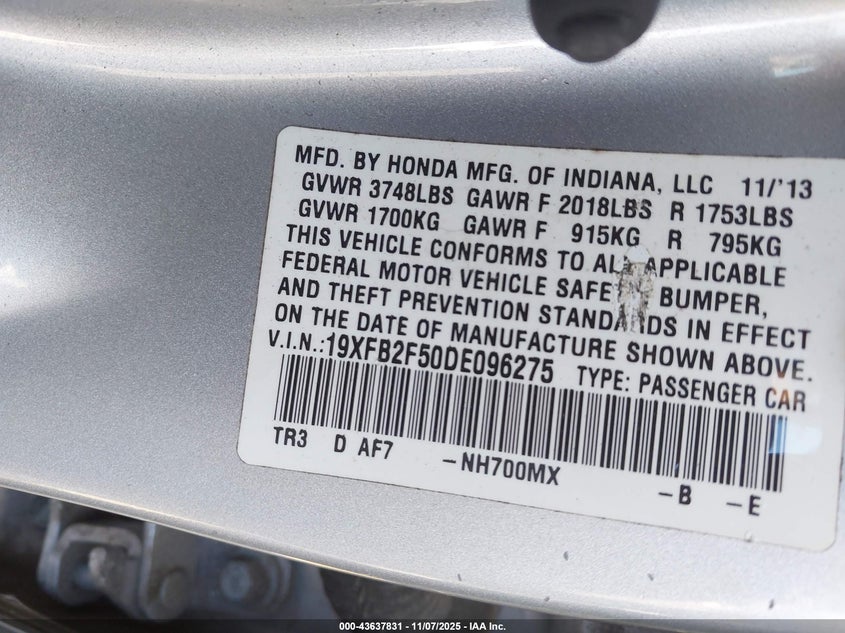 MFD. BY HONDA MFG. OF INDIANA, LLC 11/'13
GVWR 3748LBS GAWR F 2018LBS R 1753LBS
GVWR 1700KG GAWR F 915KG R 795KG
THIS VEHICLE CONFORMS TO ALL APPLICABLE
FEDERAL MOTOR VEHICLE SAFETY BUMPER,
AND THEFT PREVENTION STANDARDS IN EFFECT
ON THE DATE OF MANUFACTURE SHOWN ABOVE.
V.I.N.:19XFB2F50DE096275 TYPE: PASSENGER CAR
TR3 D AF7 -NH700MX -B -E
000-43637831 - 11/07/2025 - IAA Inc.